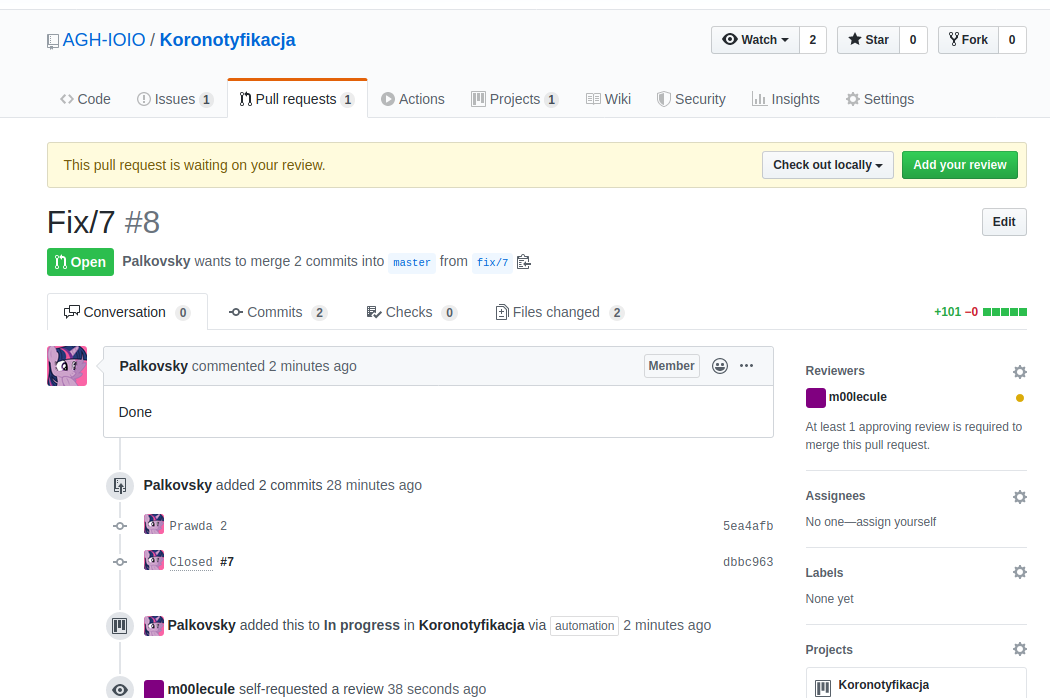 AGH-IOIO / Koronotyfikacja
Watch 2 Star 0 Fork 0
Code Issues 1 Pull requests 1 Actions Projects 1 Wiki Security Insights Settings
This pull request is waiting on your review. Check out locally Add your review
Fix/7 #8 Edit
Open Palkovsky wants to merge 2 commits into master from fix/7
Conversation 0 Commits 2 Checks 0 Files changed 2 +101 −0
Palkovsky commented 2 minutes ago Member
Done
Palkovsky added 2 commits 28 minutes ago
Prawda 2 5ea4afb
Closed #7 dbbc963
Palkovsky added this to In progress in Koronotyfikacja via automation 2 minutes ago
m00lecule self-requested a review 38 seconds ago
Reviewers
m00lecule
At least 1 approving review is required to
merge this pull request.
Assignees
No one—assign yourself
Labels
None yet
Projects
Koronotyfikacja